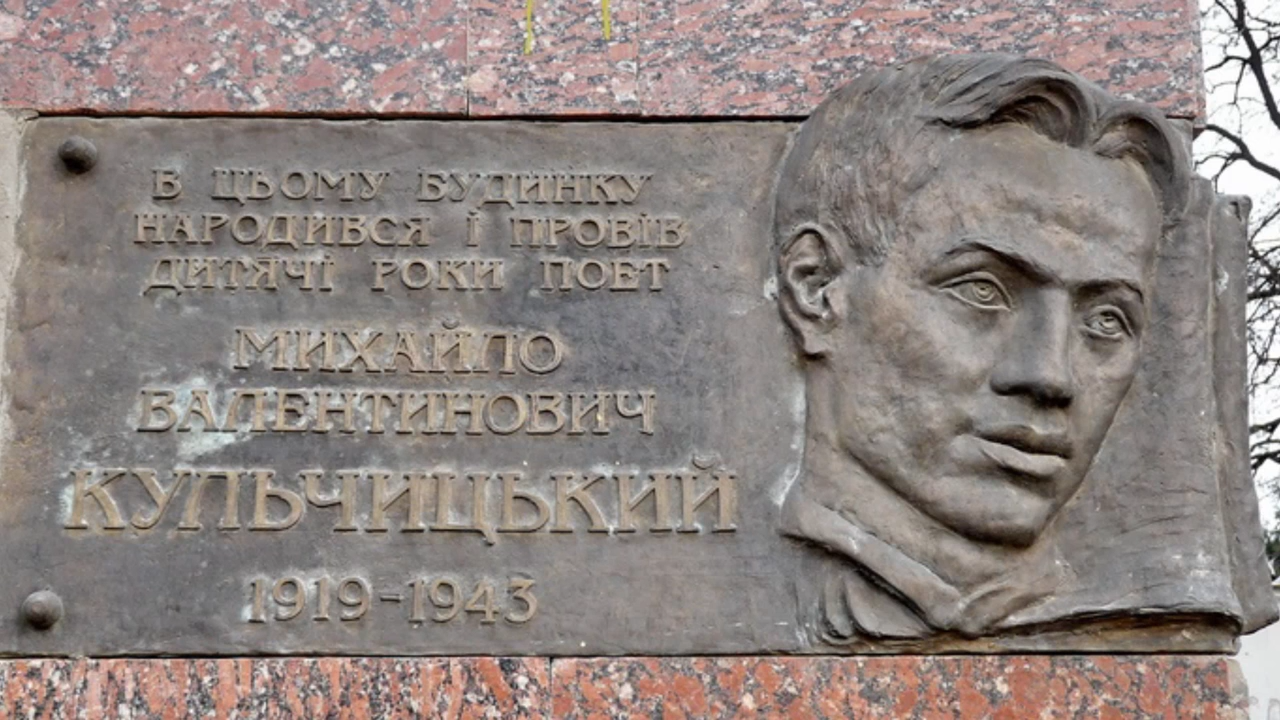 В ЦЬОМУ БУДИНКУ
НАРОДИВСЯ І ПРОВІВ
ДИТЯЧІ РОКИ ПОЕТ
МИХАЙЛО
ВАЛЕНТИНОВИЧ
КУЛЬЧИЦЬКИЙ
1919-1943